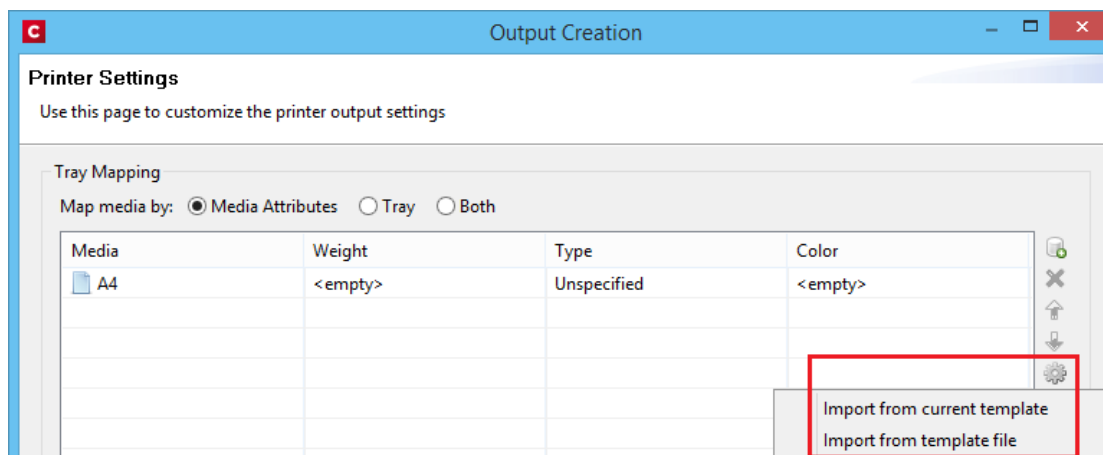 C Output Creation
Printer Settings
Use this page to customize the printer output settings
Tray Mapping
Map media by: Media Attributes Tray Both
Media Weight Type Color
A4 <empty> Unspecified <empty>
Import from current template
Import from template file